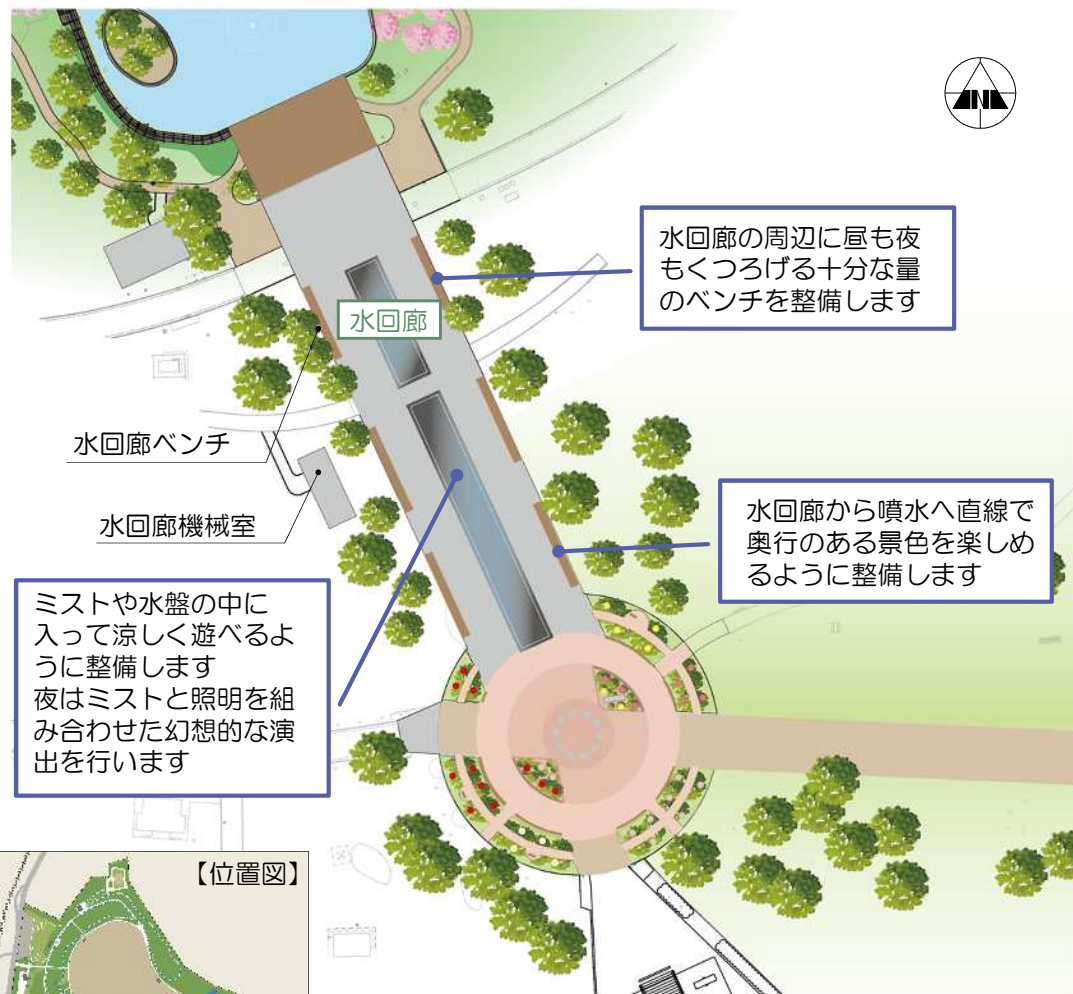 水回廊の周辺に昼も夜
もくつろげる十分な量
のベンチを整備します
水回廊
水回廊ベンチ
水回廊機械室
水回廊から噴水へ直線で
奥行のある景色を楽しめ
るように整備します
ミストや水盤の中に
入って涼しく遊べるよ
うに整備します
夜はミストと照明を組
み合わせた幻想的な演
出を行います
【位置図】